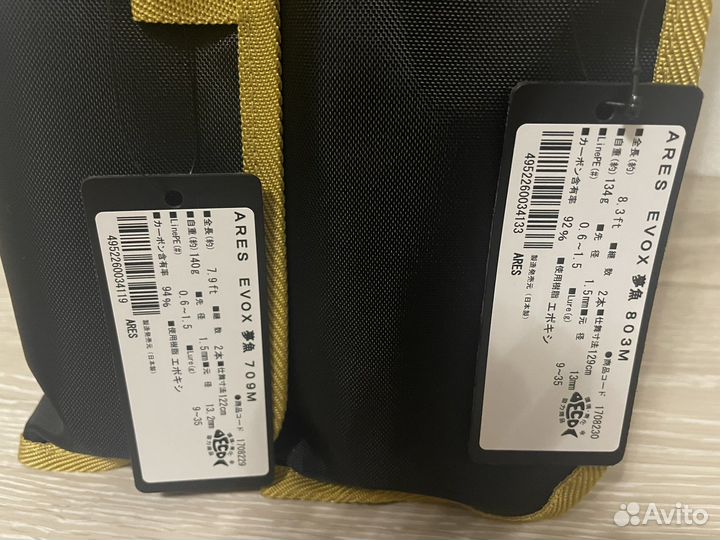 ARES EVOX 夢魚 709M
●商品コード 1708229
■全長(約) 7.9ft ■継数 2本 ■仕舞寸法 122cm
■自重(約) 140g ■先径 1.5mm ■元径 13.2mm
■LinePE(#) 0.6~1.5 ■Lure(g) 9~35
■カーボン含有率 94% ■使用樹脂 エポキシ
4952260034119
製造発売元 (日本製)
ARES
ECD
ARES EVOX 夢魚 803M
●商品コード 1708230
■全長(約) 8.3ft ■継数 2本 ■仕舞寸法 129cm
■自重(約) 134g ■先径 1.5mm ■元径 13mm
■LinePE(#) 0.6~1.5 ■Lure(g) 9~35
■カーボン含有率 92% ■使用樹脂 エポキシ
4952260034133
製造発売元 (日本製)
ARES
ECD
Avito